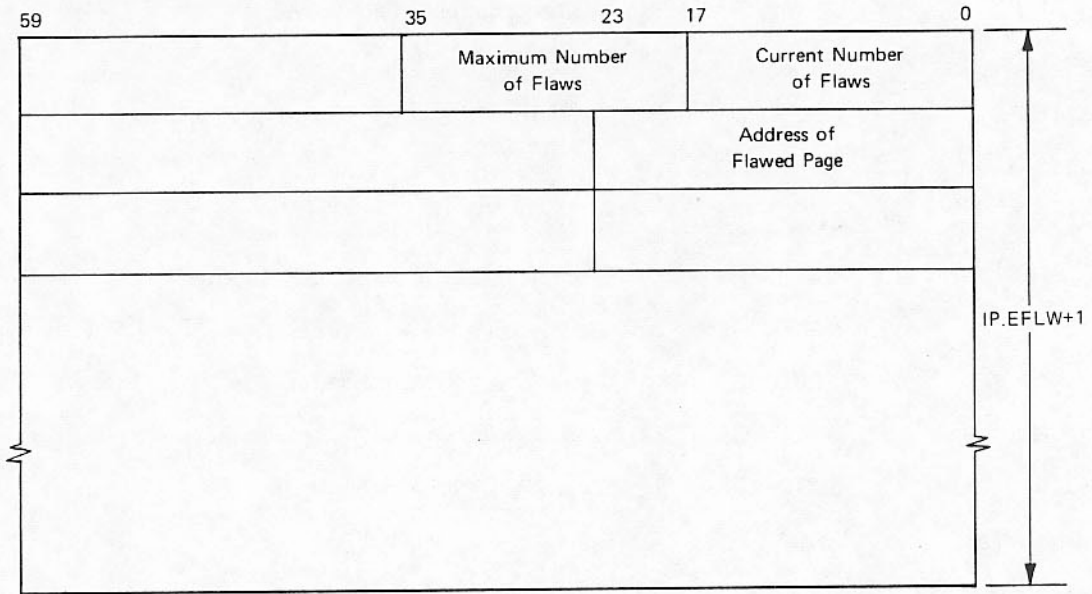 59 35 23 17 0
Maximum Number
of Flaws
Current Number
of Flaws
Address of
Flawed Page
IP.EFLW+1